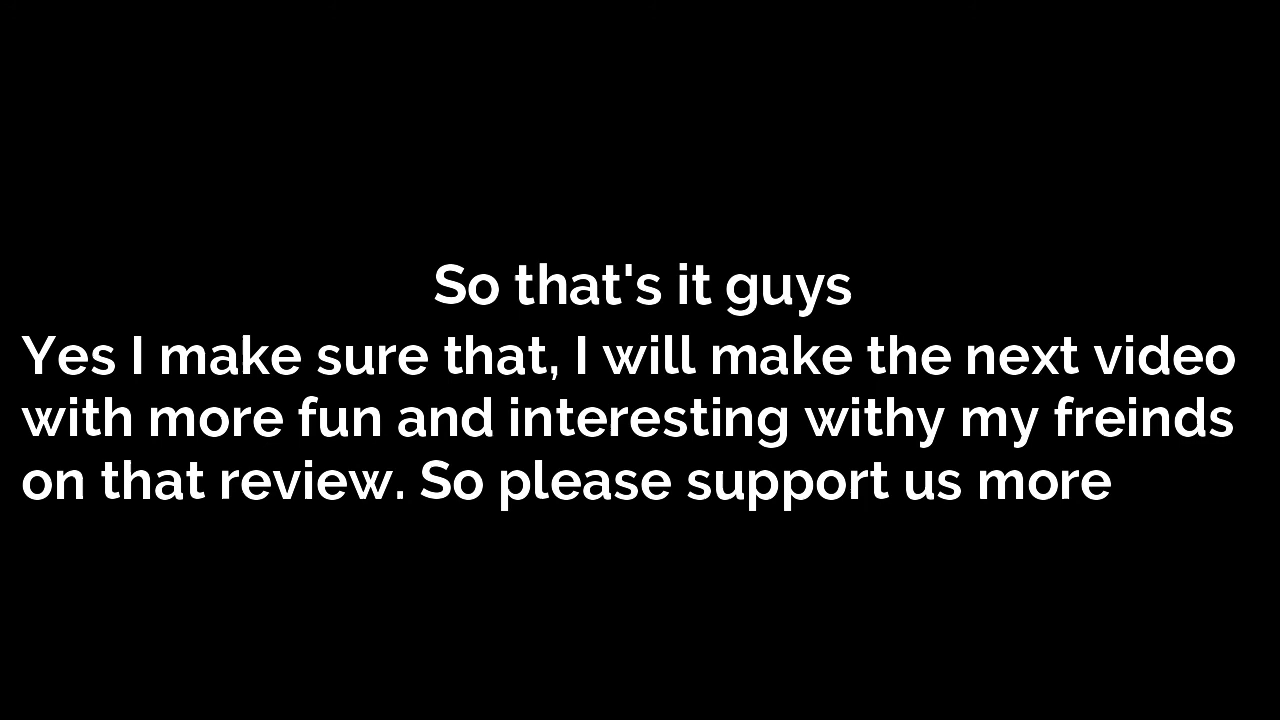 So that's it guys
Yes I make sure that, I will make the next video
with more fun and interesting withy my freinds
on that review. So please support us more